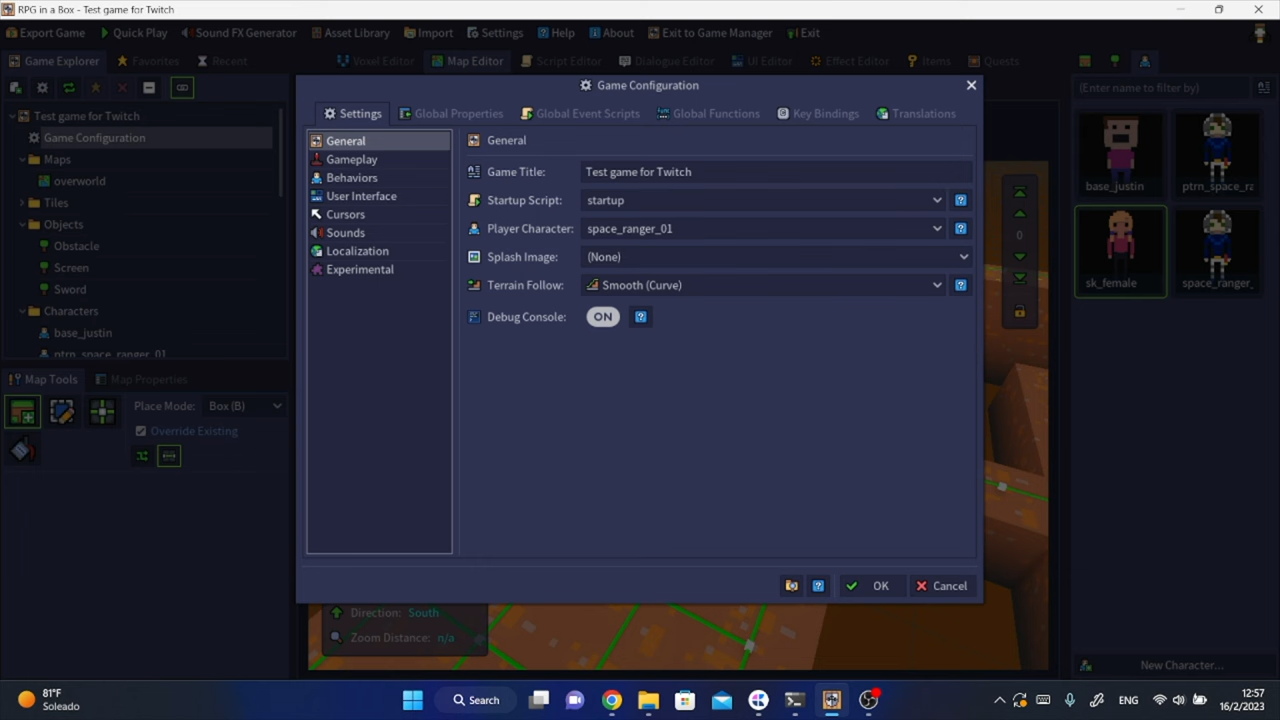 RPG in a Box - Test game for Twitch
Export Game Quick Play Sound FX Generator Asset Library Import Settings Help About Exit to Game Manager Exit
Game Explorer Favorites Recent Voxel Editor Map Editor Script Editor Dialogue Editor UI Editor Effect Editor Items Quests
Game Configuration
(Enter name to filter by)
Settings Global Properties Global Event Scripts Global Functions Key Bindings Translations
Test game for Twitch
Game Configuration
Maps
overworld
Tiles
Objects
Obstacle
Screen
Sword
Characters
base_justin
ptrn_space_ranger_01
General
Gameplay
Behaviors
User Interface
Cursors
Sounds
Localization
Experimental
General
Game Title: Test game for Twitch
Startup Script: startup
Player Character: space_ranger_01
Splash Image: (None)
Terrain Follow: Smooth (Curve)
Debug Console: ON
0
base_justin ptrn_space_ra
sk_female space_ranger_
Map Tools Map Properties
Place Mode: Box (B)
Override Existing
OK Cancel
Direction: South
Zoom Distance: n/a
New Character...
81°F
Soleado
Search
ENG
12:57
16/2/2023